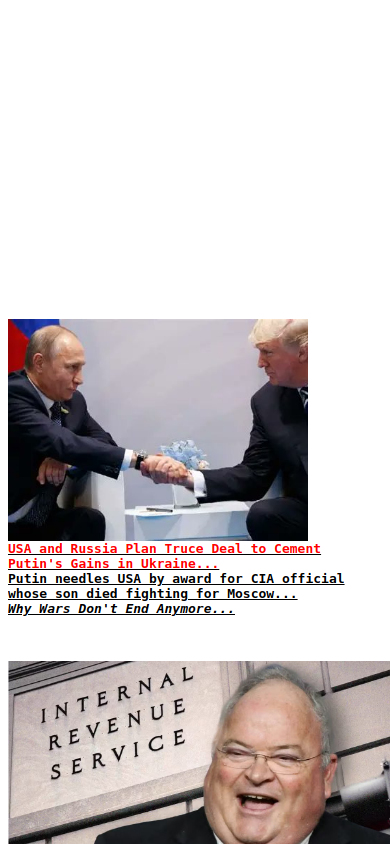 USA and Russia Plan Truce Deal to Cement
Putin's Gains in Ukraine...
Putin needles USA by award for CIA official
whose son died fighting for Moscow...
Why Wars Don't End Anymore...
INTERNAL
REVENUE
SERVICE